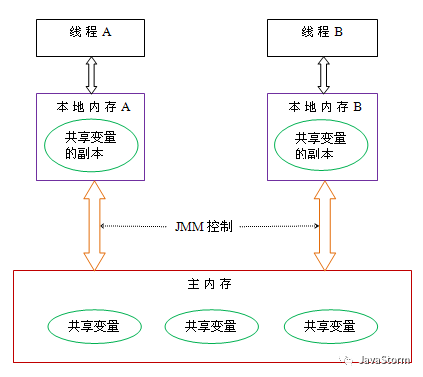 线程 A
线程 B
本地内存 A
本地内存 B
共享变量
的副本
共享变量
的副本
JMM 控制
主内存
共享变量
共享变量
共享变量
JavaStorm